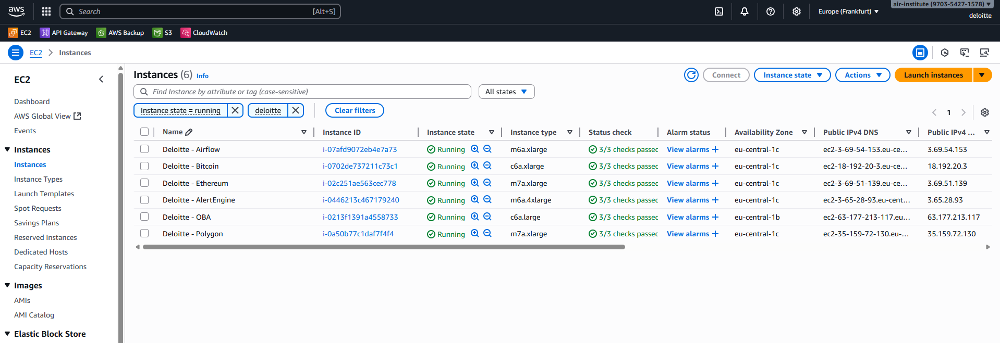 aws
Search [Alt+S]
Europe (Frankfurt)
air-institute (9703-5427-1578)
deloitte
EC2 API Gateway AWS Backup S3 CloudWatch
EC2 Instances
EC2
Dashboard
AWS Global View
Events
Instances
Instances
Instance Types
Launch Templates
Spot Requests
Savings Plans
Reserved Instances
Dedicated Hosts
Capacity Reservations
Images
AMIs
AMI Catalog
Elastic Block Store
Instances (6) Info
Connect Instance state Actions Launch instances
Find Instance by attribute or tag (case-sensitive) All states
Instance state = running deloitte Clear filters
1
Name Instance ID Instance state Instance type Status check Alarm status Availability Zone Public IPv4 DNS Public IPv4 ...
Deloitte - Airflow i-07afd9072eb4e7a73 Running m6a.xlarge 3/3 checks passec View alarms + eu-central-1c ec2-3-69-54-153.eu-ce... 3.69.54.153
Deloitte - Bitcoin i-0702de737211c73c1 Running c6a.xlarge 3/3 checks passec View alarms + eu-central-1c ec2-18-192-20-3.eu-ce... 18.192.20.3
Deloitte - Ethereum i-02c251ae563cec778 Running m7a.xlarge 3/3 checks passec View alarms + eu-central-1c ec2-3-69-51-139.eu-ce... 3.69.51.139
Deloitte - AlertEngine i-0446213c467179240 Running m6a.4xlarge 3/3 checks passec View alarms + eu-central-1c ec2-3-65-28-93.eu-cent... 3.65.28.93
Deloitte - OBA i-0213f1391a4558733 Running c6a.large 3/3 checks passec View alarms + eu-central-1b ec2-63-177-213-117.eu... 63.177.213.117
Deloitte - Polygon i-0a50b77c1daf7f4f4 Running m7a.xlarge 3/3 checks passec View alarms + eu-central-1c ec2-35-159-72-130.eu-... 35.159.72.130